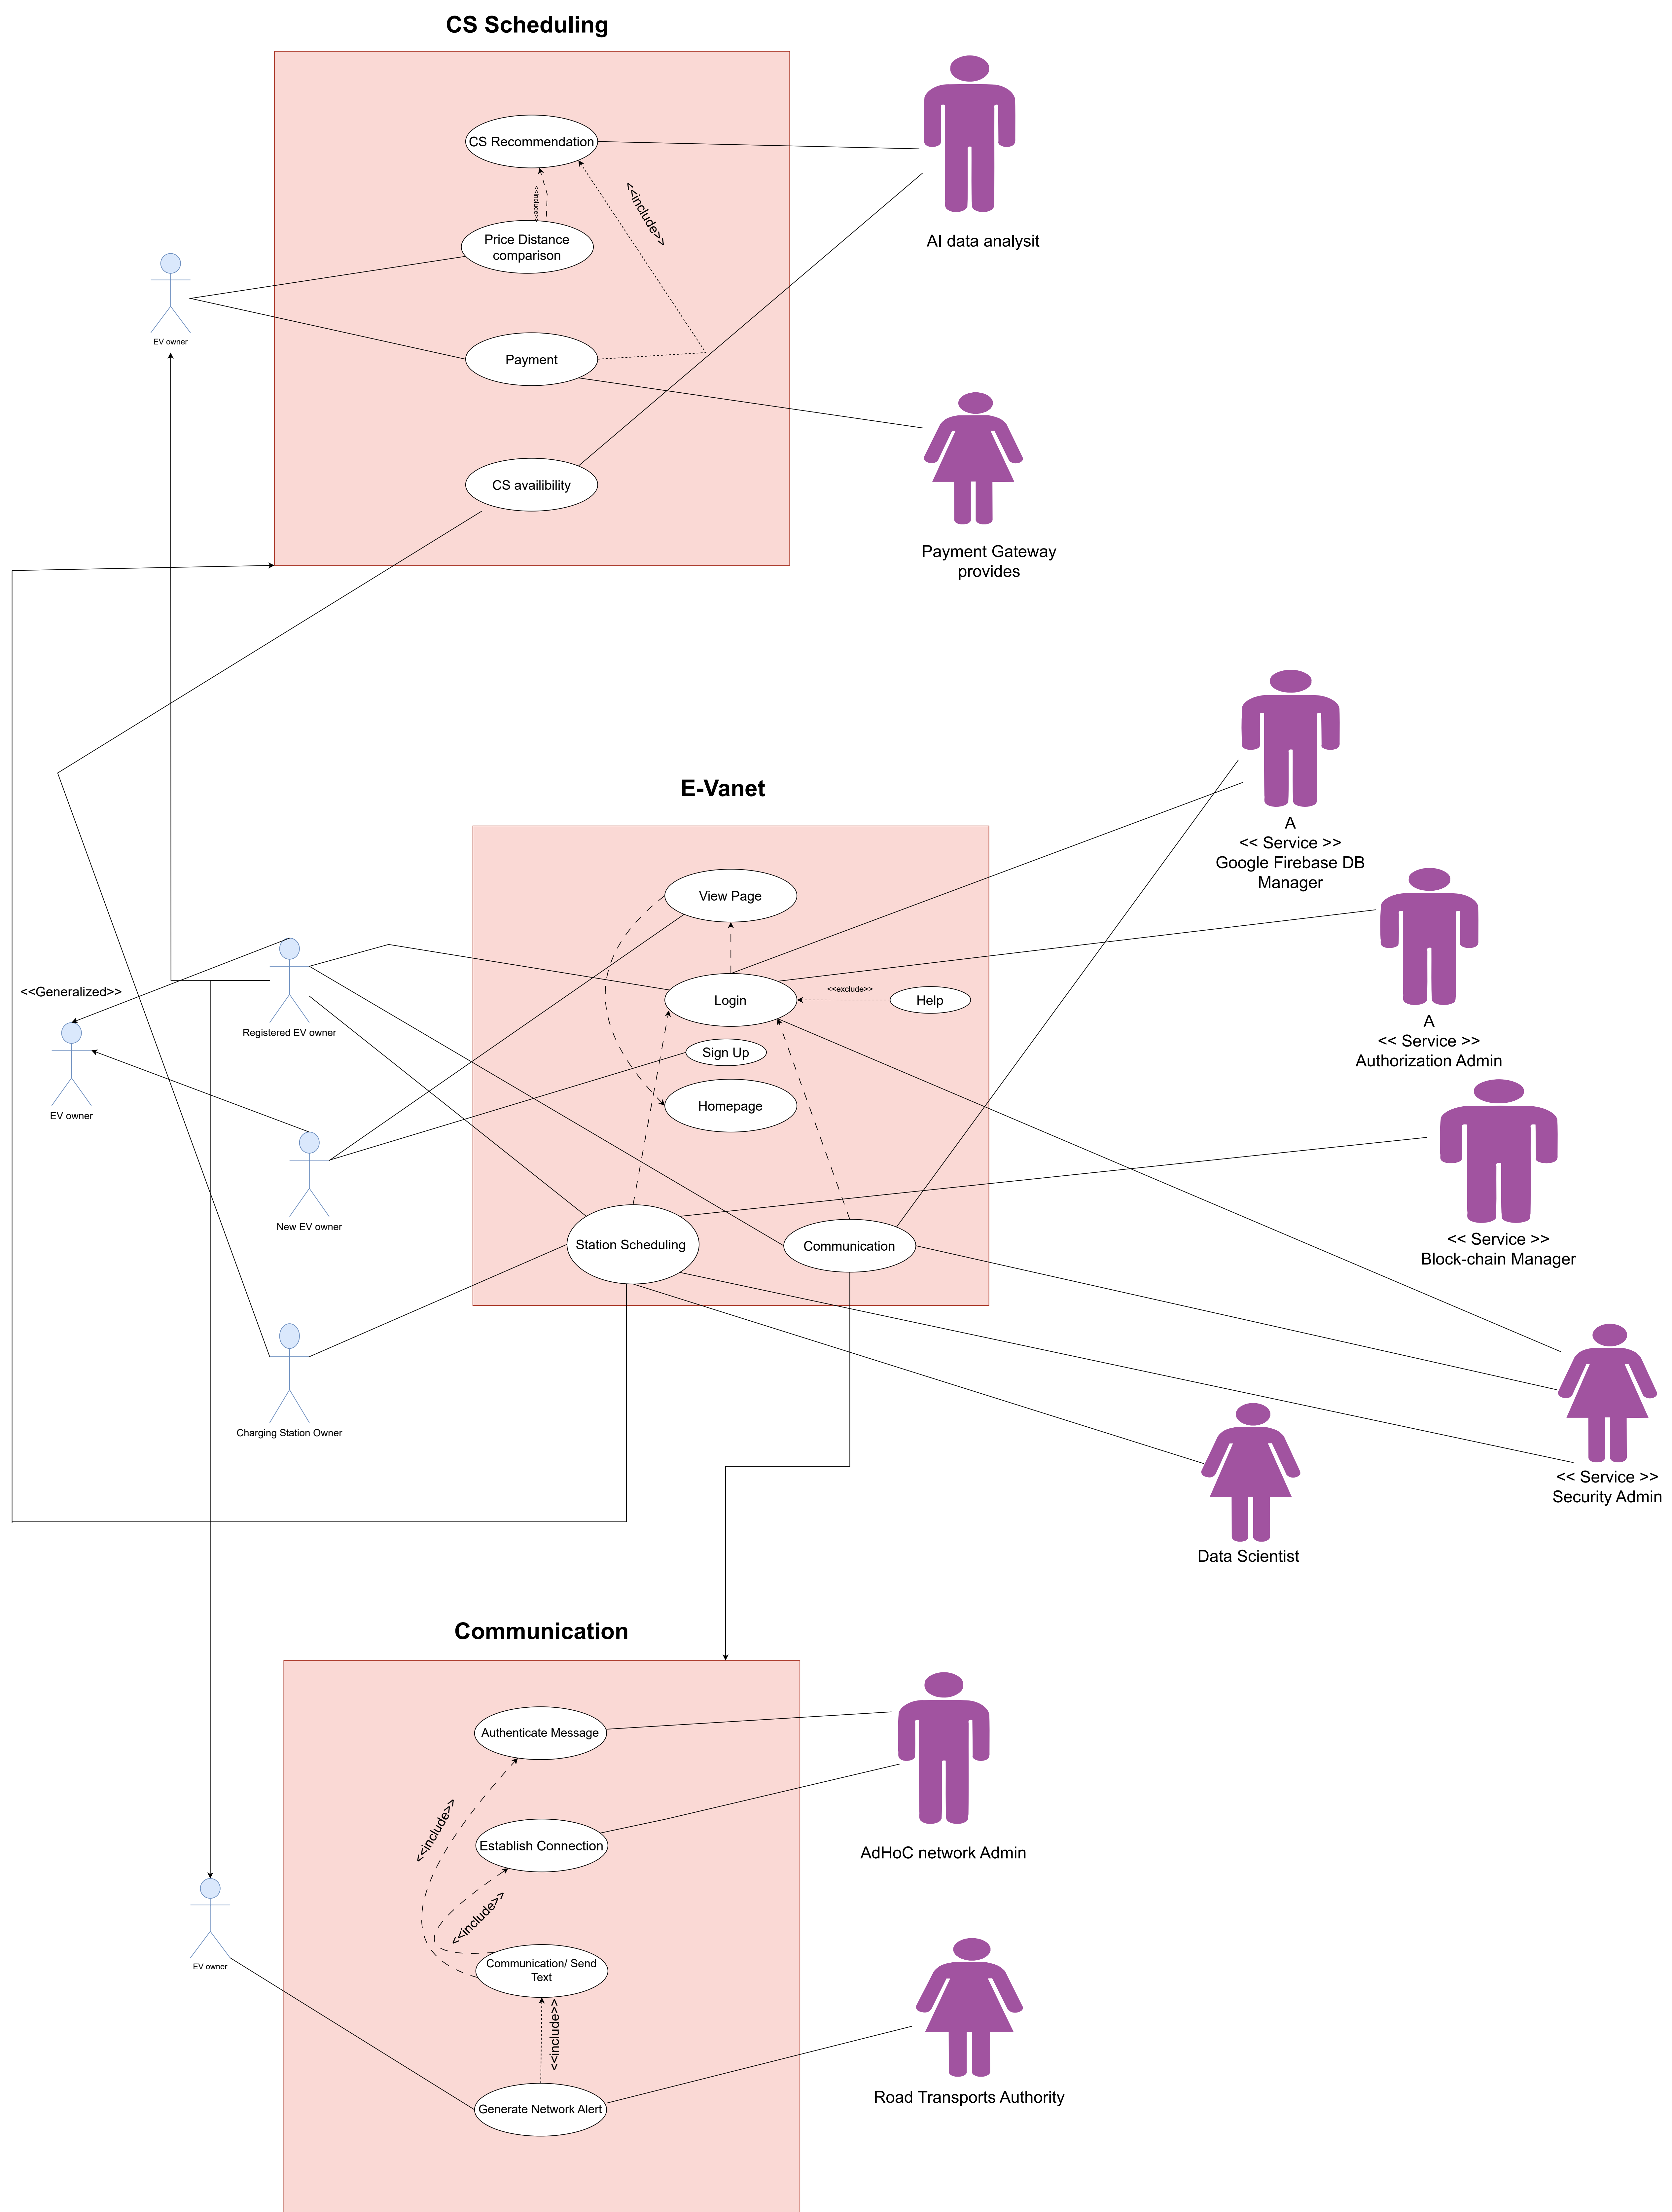 CS Scheduling
CS Recommendation
<<include>>
<<include>>
AI data analysit
Price Distance
comparison
EV owner
Payment
CS availibility
Payment Gateway
provides
E-Vanet
A
<< Service >>
Google Firebase DB
Manager
View Page
<<Generalized>>
Registered EV owner
Login
<<exclude>>
Help
A
<< Service >>
Authorization Admin
Sign Up
EV owner
Homepage
New EV owner
Station Scheduling
Communication
<< Service >>
Block-chain Manager
Charging Station Owner
<< Service >>
Security Admin
Data Scientist
Communication
Authenticate Message
<<include>>
Establish Connection
AdHoC network Admin
<<include>>
EV owner
Communication/ Send
Text
<<include>>
Road Transports Authority
Generate Network Alert